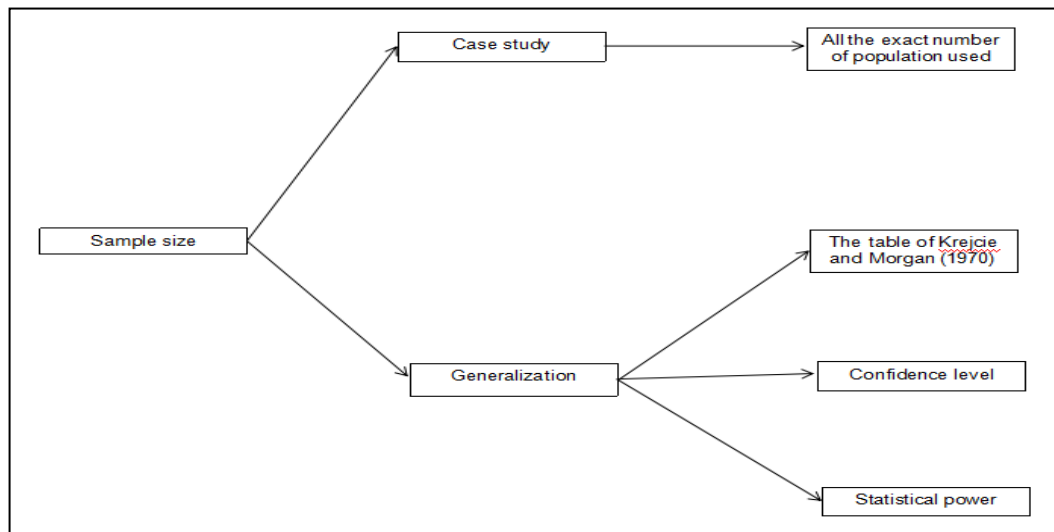 Case study
All the exact number
of population used
Sample size
The table of Krejcie
and Morgan (1970)
Generalization
Confidence level
Statistical power